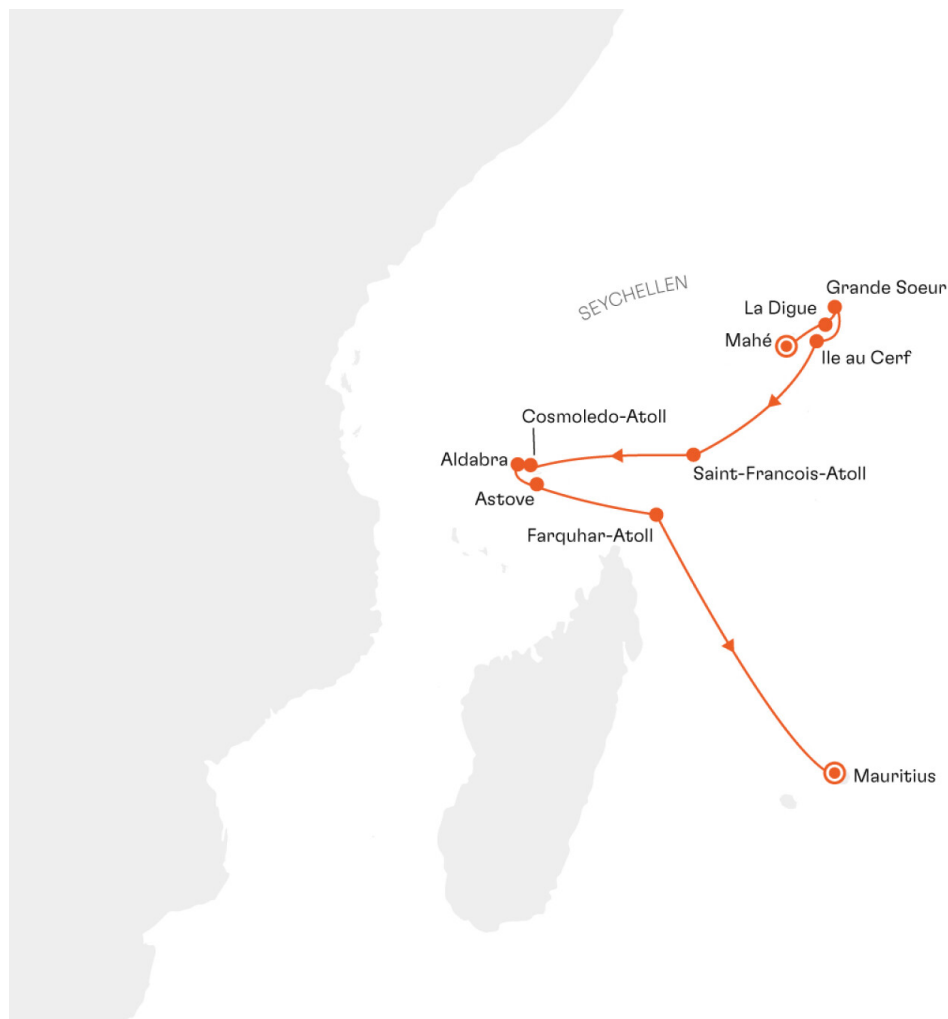 SEYCHELLEN
Grande Soeur
La Digue
Mahé
Ile au Cerf
Cosmoledo-Atoll
Aldabra
Saint-Francois-Atoll
Astove
Farquhar-Atoll
Mauritius